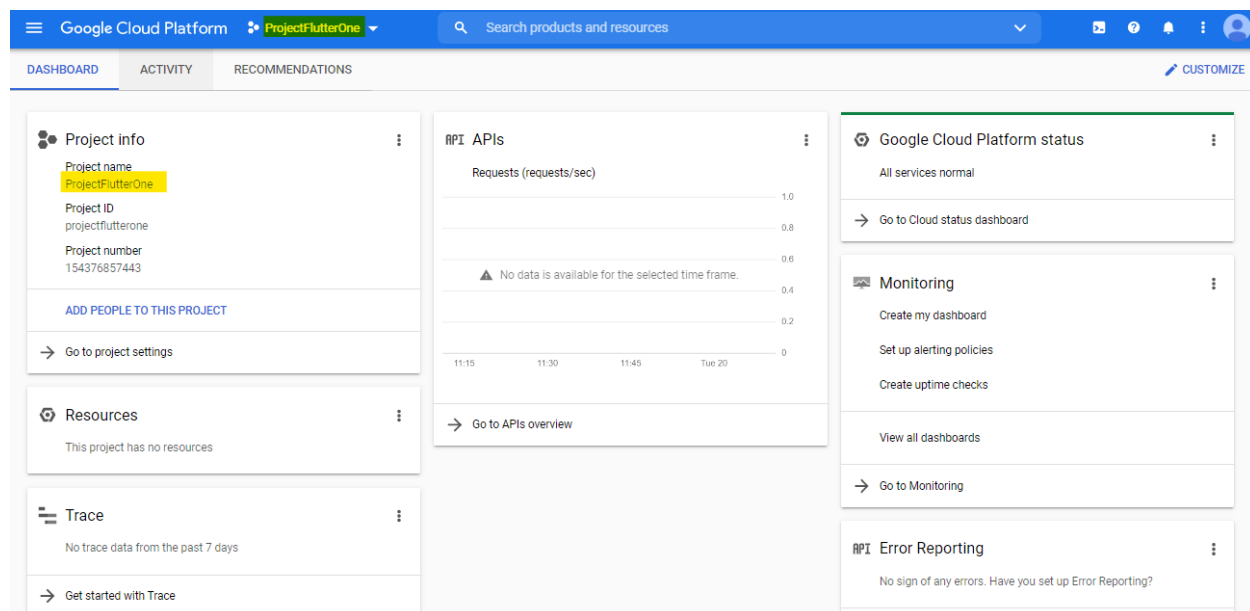 Google Cloud Platform ProjectFlutterOne Search products and resources
DASHBOARD ACTIVITY RECOMMENDATIONS CUSTOMIZE
Project info
Project name
ProjectFlutterOne
Project ID
projectflutterone
Project number
154376857443
ADD PEOPLE TO THIS PROJECT
Go to project settings
Resources
This project has no resources
Trace
No trace data from the past 7 days
Get started with Trace
API APIs
Requests (requests/sec)
1.0
0.8
0.6
No data is available for the selected time frame.
0.4
0.2
0
11:15 11:30 11:45 Tue 20
Go to APIs overview
Google Cloud Platform status
All services normal
Go to Cloud status dashboard
Monitoring
Create my dashboard
Set up alerting policies
Create uptime checks
View all dashboards
Go to Monitoring
API Error Reporting
No sign of any errors. Have you set up Error Reporting?